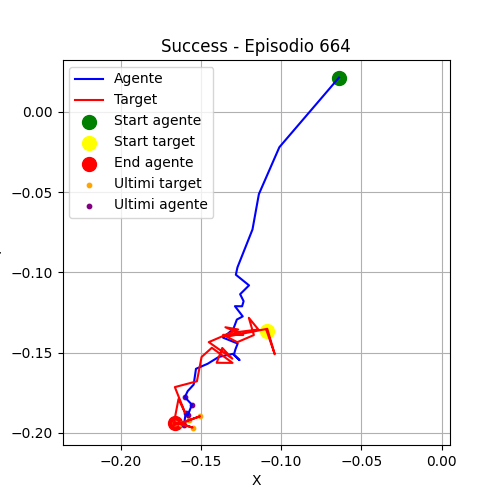 Success - Episodio 664
Agente
Target
Start agente
Start target
End agente
Ultimi target
Ultimi agente
0.00
−0.05
−0.10
−0.15
−0.20
−0.20
−0.15
−0.10
−0.05
0.00
X